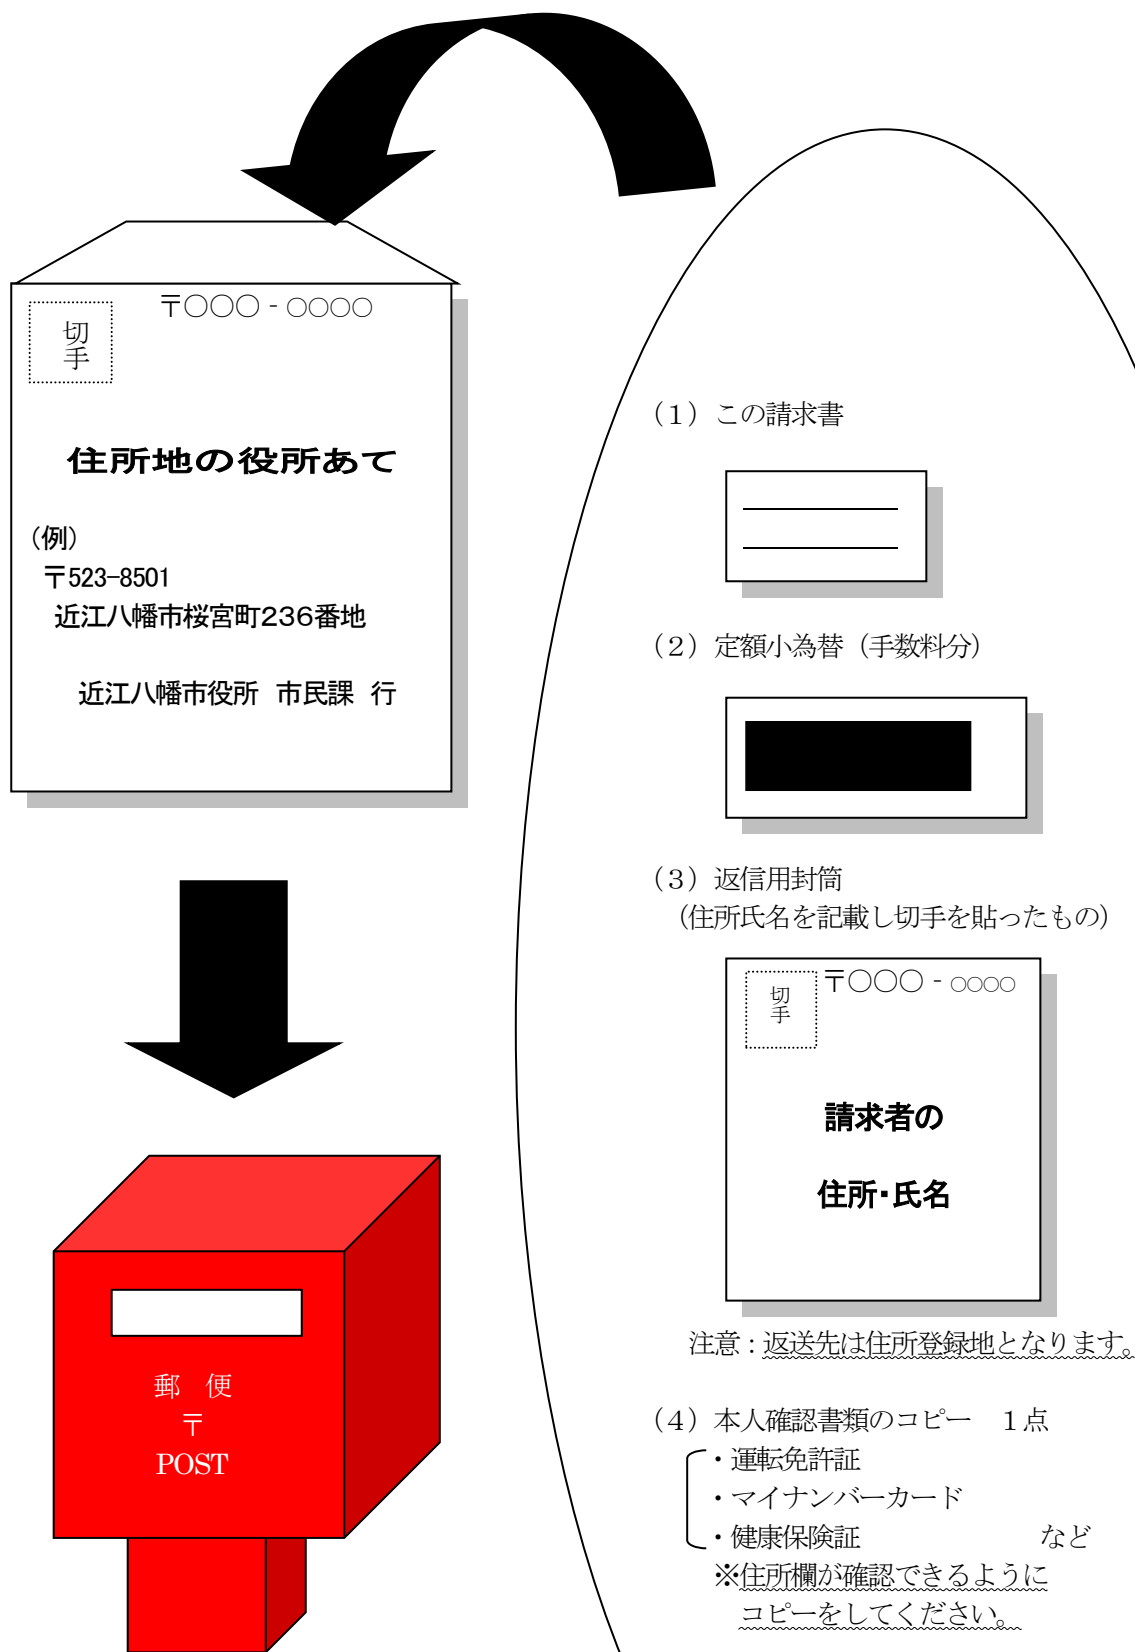 〒○○○‐○○○○
切手
住所地の役所あて
(例)
〒523-8501
近江八幡市桜宮町236番地
近江八幡市役所 市民課 行
郵 便
〒
POST
(1)この請求書
(2)定額小為替(手数料分)
(3)返信用封筒
(住所氏名を記載し切手を貼ったもの)
〒○○○‐○○○○
切手
請求者の
住所・氏名
注意:返送先は住所登録地となります。
(4)本人確認書類のコピー 1点
・運転免許証
・マイナンバーカード
・健康保険証 など
※住所欄が確認できるように
コピーをしてください。